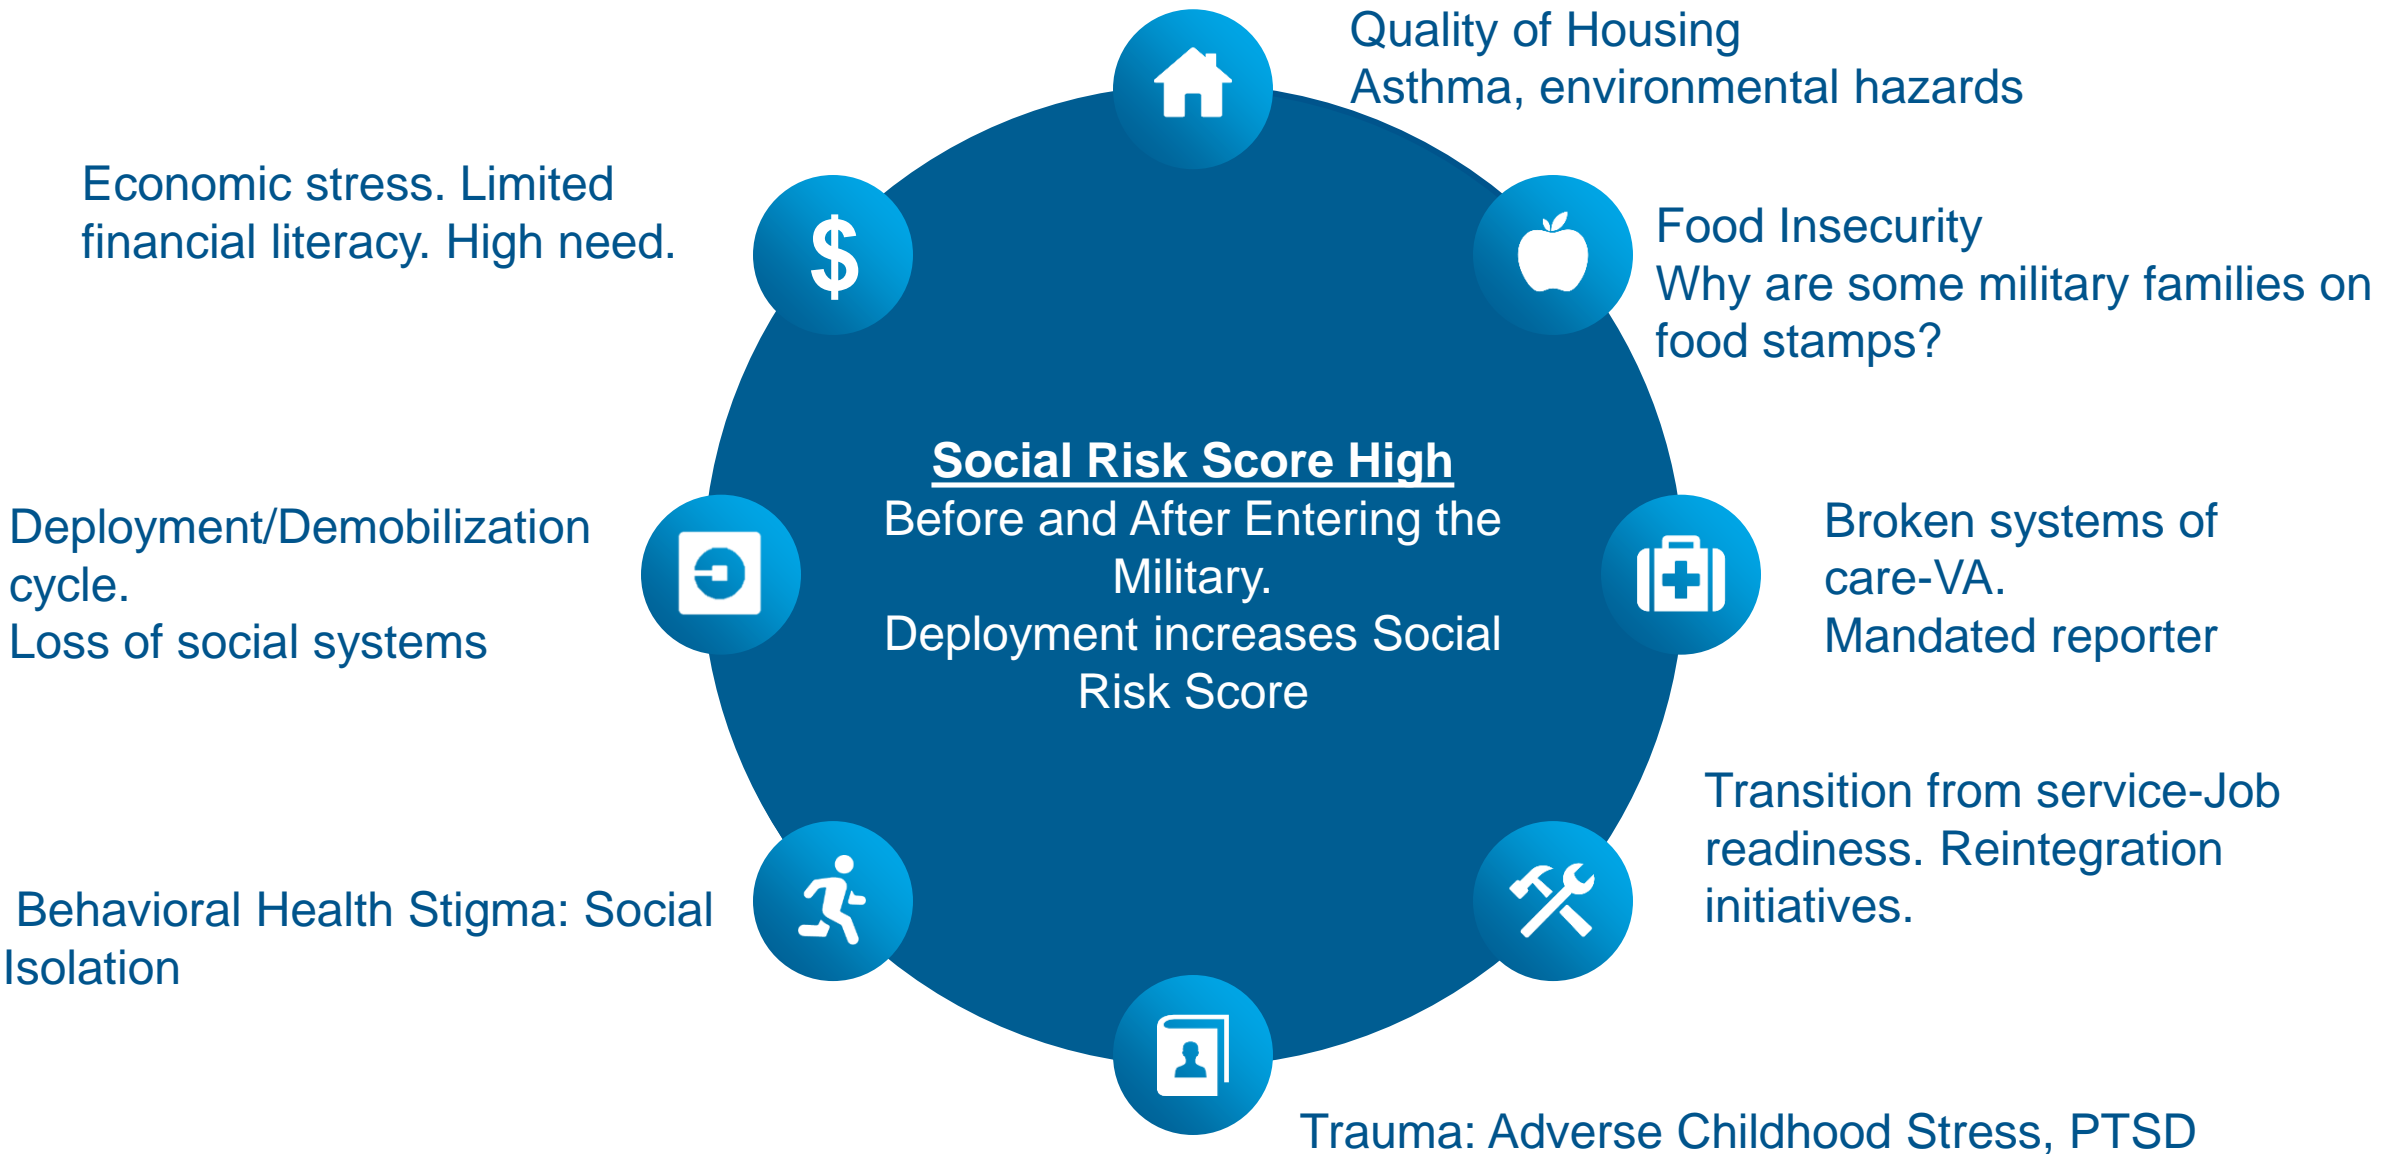 Quality of Housing
Asthma, environmental hazards
Economic stress. Limited
financial literacy. High need.
$
Food Insecurity
Why are some military families on
food stamps?
Social Risk Score High
Before and After Entering the
Military.
Deployment increases Social
Risk Score
Deployment/Demobilization
cycle.
Loss of social systems
Broken systems of
care-VA.
Mandated reporter
Transition from service-Job
readiness. Reintegration
initiatives.
Behavioral Health Stigma: Social
Isolation
Trauma: Adverse Childhood Stress, PTSD